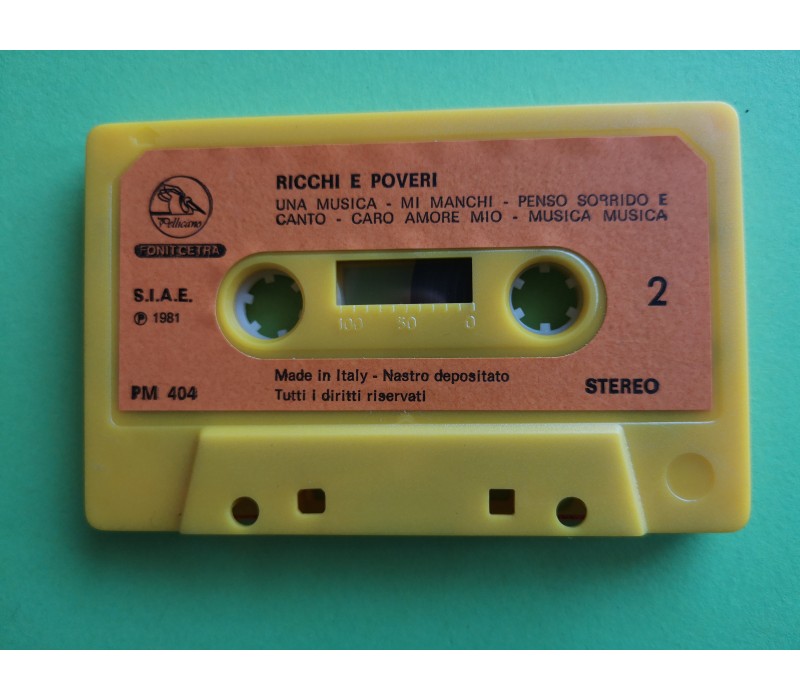 RICCHI E POVERI
UNA MUSICA - MI MANCHI - PENSO SORRIDO E
CANTO - CARO AMORE MIO - MUSICA MUSICA
Pellicano
FONIT CETRA
S.I.A.E.
℗ 1981
2
100 50 0
Made in Italy - Nastro depositato
Tutti i diritti riservati
PM 404
STEREO